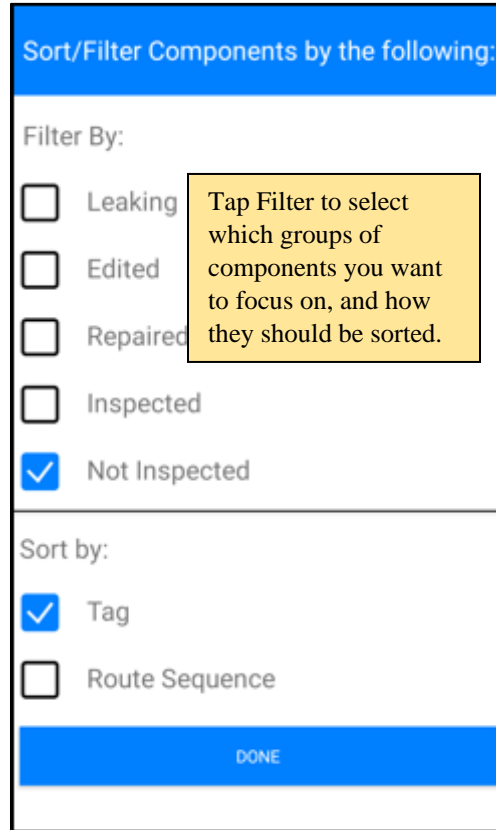 Sort/Filter Components by the following:
Filter By:
Leaking
Tap Filter to select
which groups of
components you want
to focus on, and how
they should be sorted.
Edited
Repaired
Inspected
Not Inspected
Sort by:
Tag
Route Sequence
DONE